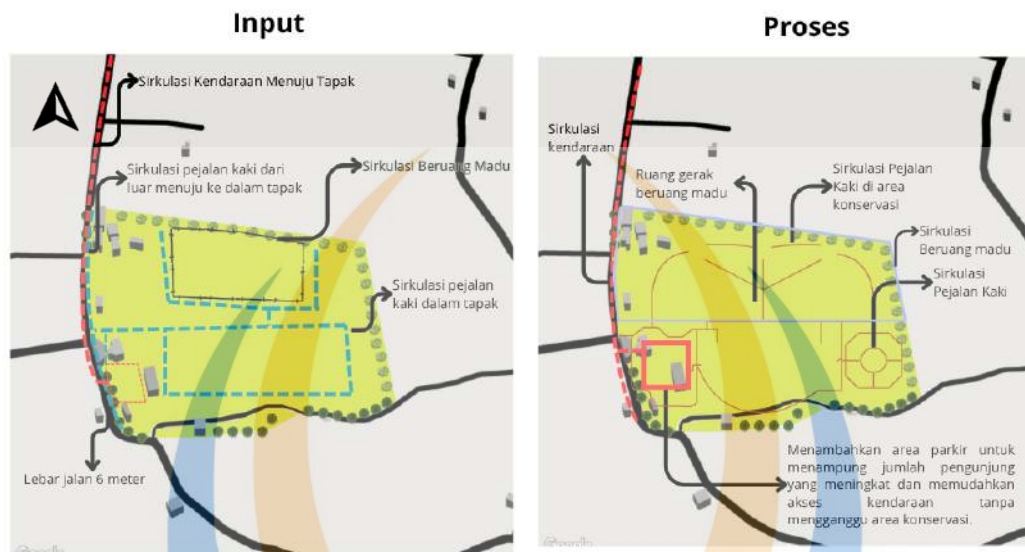 Input
Proses
Sirkulasi Kendaraan Menuju Tapak
Sirkulasi pejalan kaki dari
luar menuju ke dalam tapak
Sirkulasi Beruang Madu
Sirkulasi pejalan
kaki dalam tapak
Lebar jalan 6 meter
Sirkulasi
kendaraan
Ruang gerak
beruang madu
Sirkulasi Pejalan
Kaki di area
konservasi
Sirkulasi
Beruang madu
Sirkulasi
Pejalan Kaki
Menambahkan area parkir untuk
menampung jumlah pengunjung
yang meningkat dan memudahkan
akses kendaraan tanpa
mengganggu area konservasi.